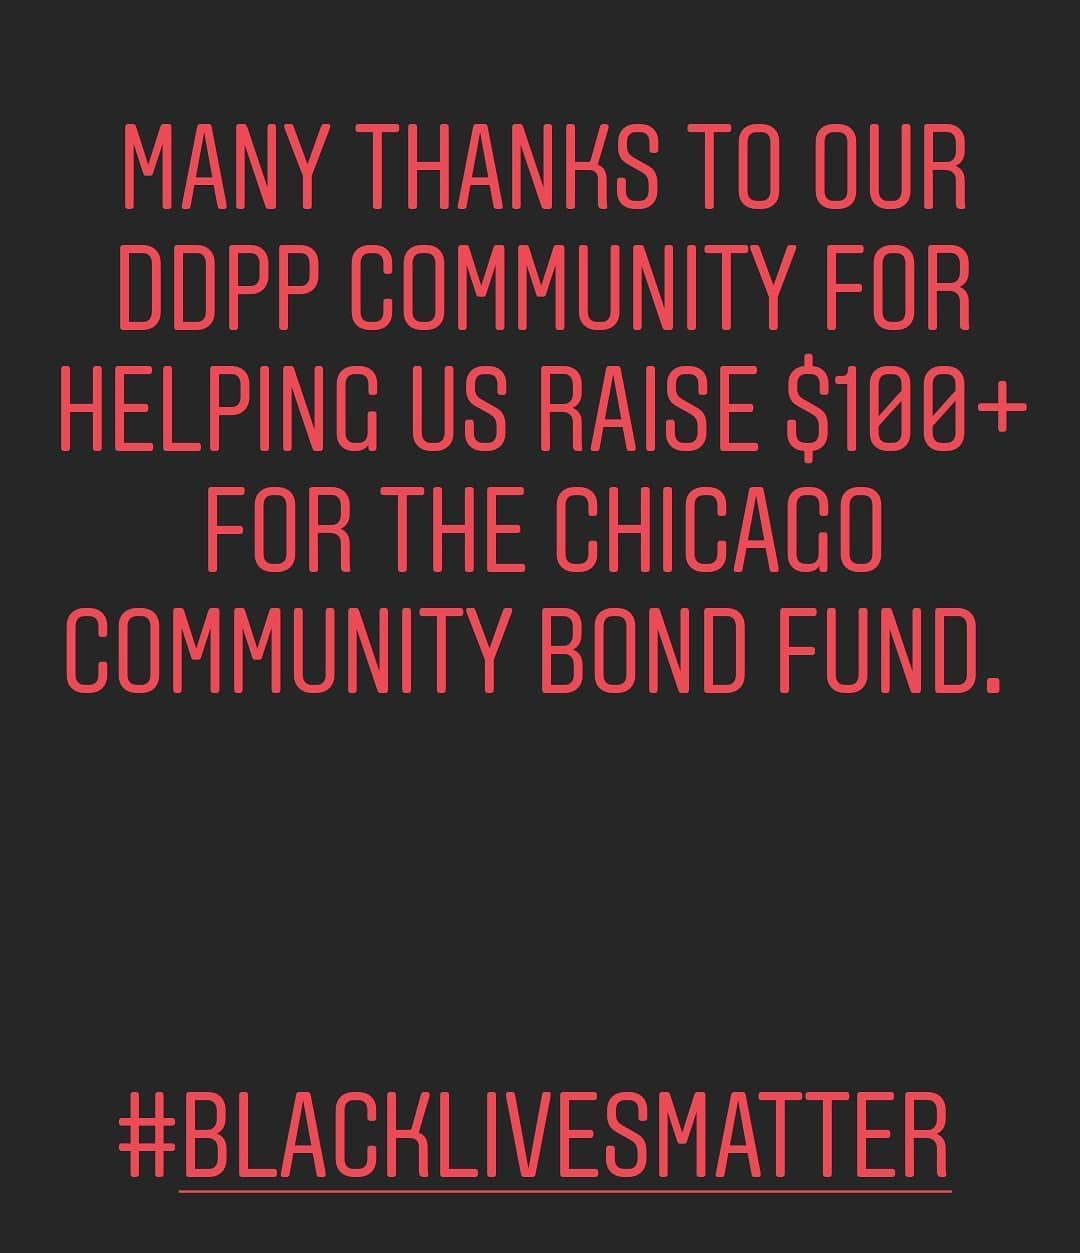 MANY THANKS TO OUR
DDPP COMMUNITY FOR
HELPING US RAISE $100+
FOR THE CHICAGO
COMMUNITY BOND FUND.
#BLACKLIVESMATTER